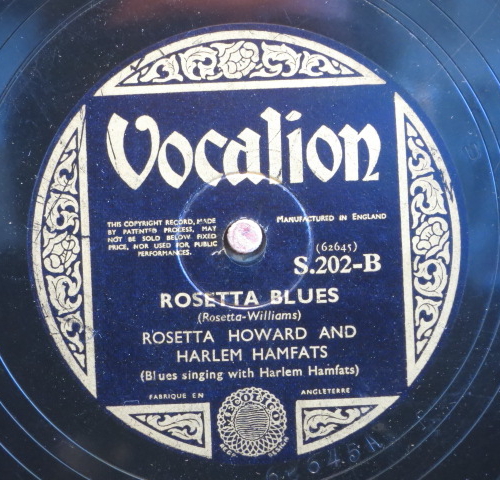 Vocalion
THIS COPYRIGHT RECORD, MADE
BY PATENTED PROCESS, MAY
NOT BE SOLD BELOW FIXED
PRICE, NOR USED FOR PUBLIC
PERFORMANCES.
MANUFACTURED IN ENGLAND
(62645)
S.202-B
ROSETTA BLUES
(Rosetta-Williams)
ROSETTA HOWARD AND
HARLEM HAMFATS
(Blues singing with Harlem Hamfats)
FABRIQUE EN
ANGLETERRE